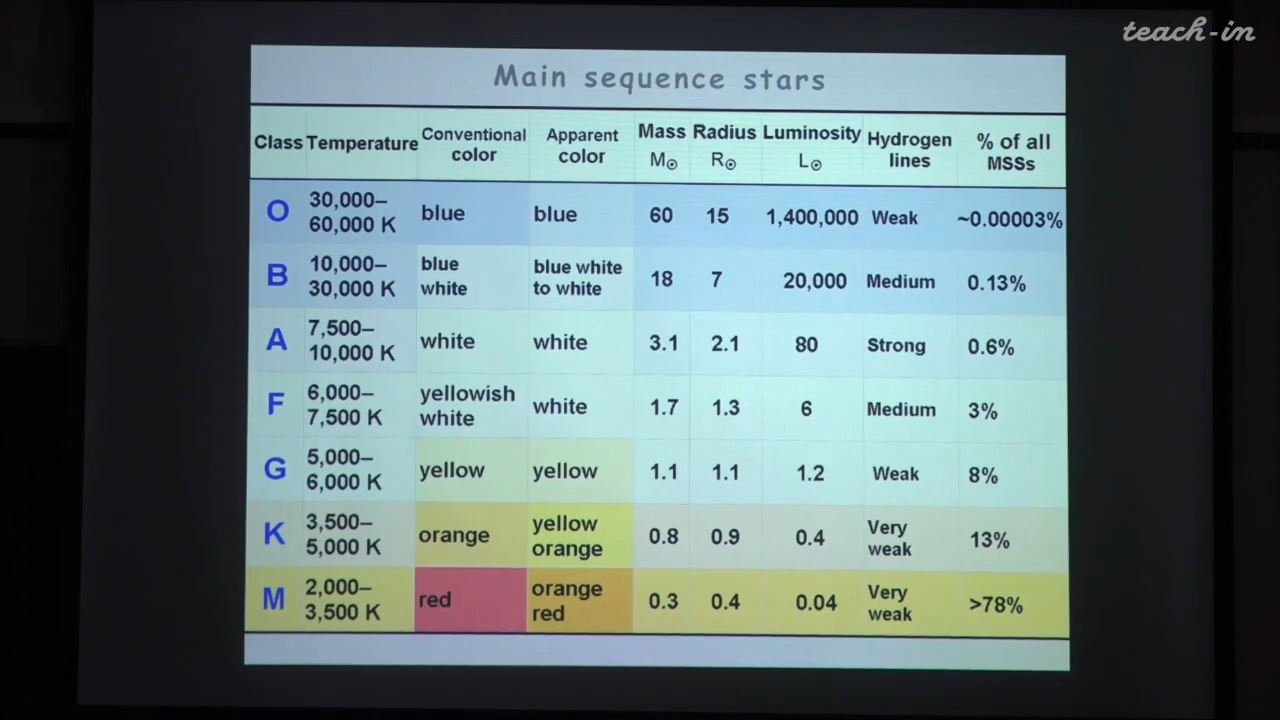 teach-in
Main sequence stars
Class Temperature Conventional color Apparent color Mass M☉ Radius R☉ Luminosity L☉ Hydrogen lines % of all MSSs
O 30,000–60,000 K blue blue 60 15 1,400,000 Weak ~0.00003%
B 10,000–30,000 K blue white blue white to white 18 7 20,000 Medium 0.13%
A 7,500–10,000 K white white 3.1 2.1 80 Strong 0.6%
F 6,000–7,500 K yellowish white white 1.7 1.3 6 Medium 3%
G 5,000–6,000 K yellow yellow 1.1 1.1 1.2 Weak 8%
K 3,500–5,000 K orange yellow orange 0.8 0.9 0.4 Very weak 13%
M 2,000–3,500 K red orange red 0.3 0.4 0.04 Very weak >78%